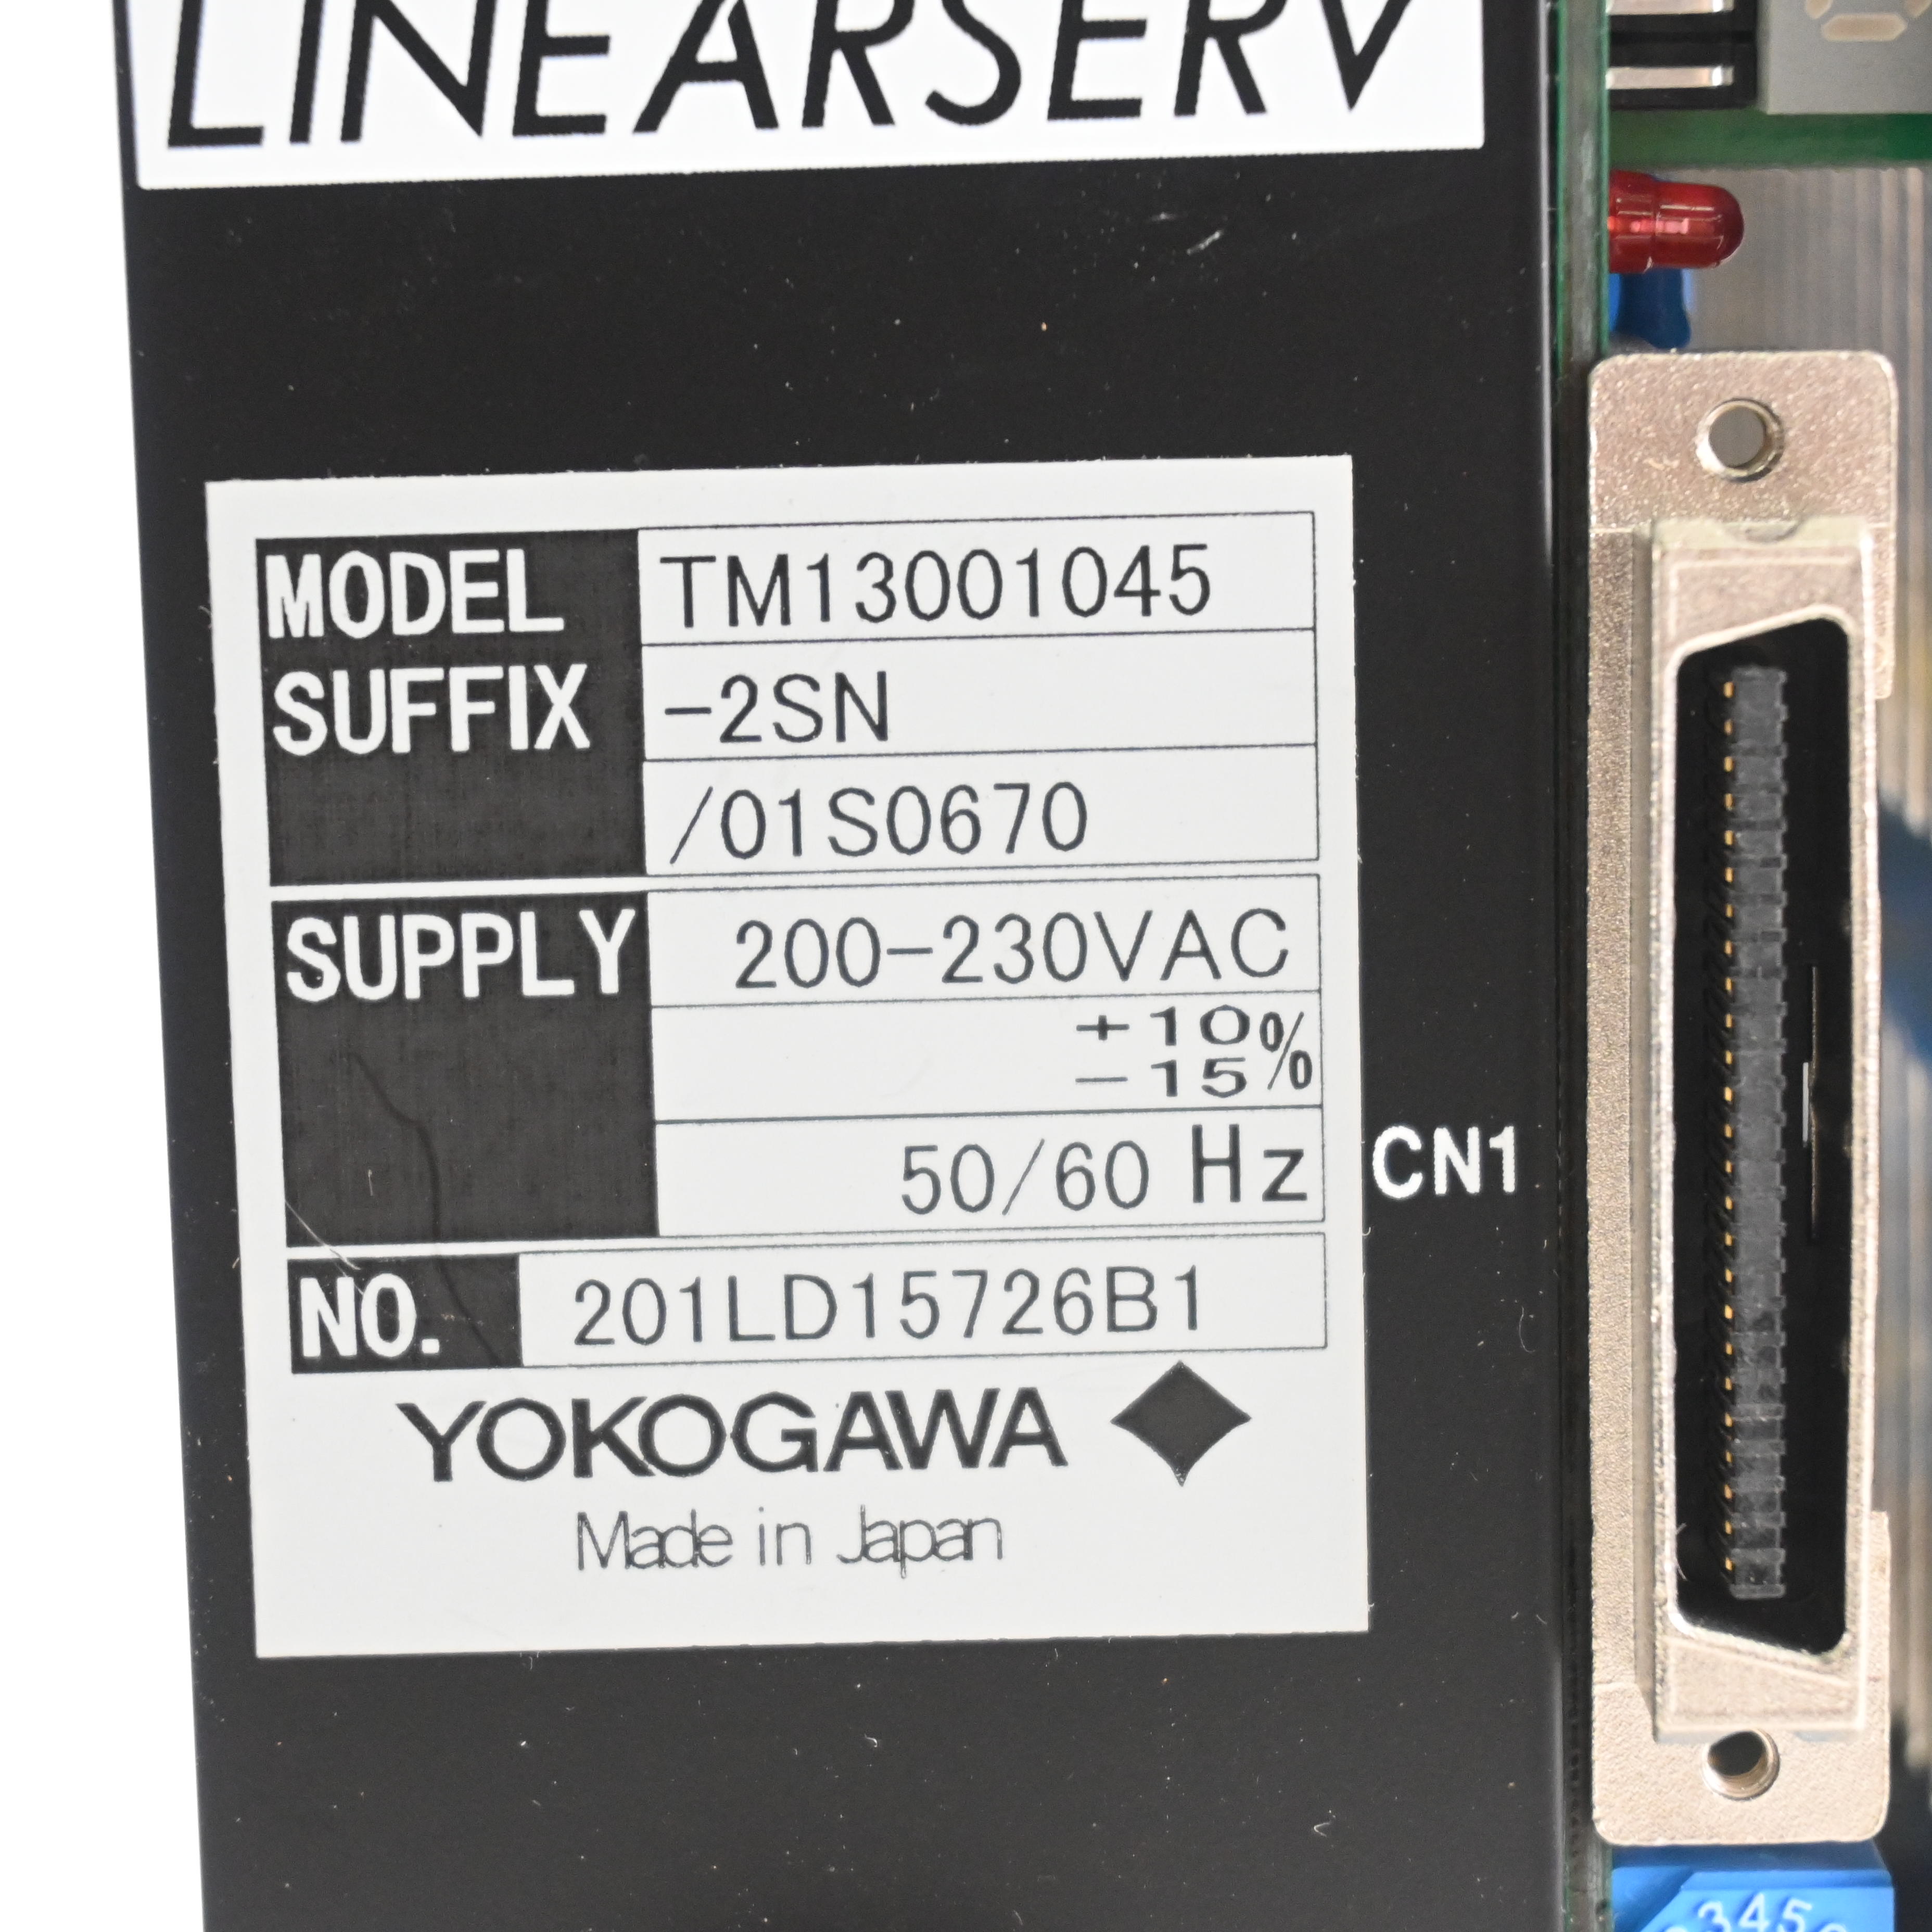 LINEARSERV
MODEL TM13001045
SUFFIX -2SN
/01S0670
SUPPLY 200-230VAC
+10%
-15%
50/60 Hz
CN1
NO. 201LD15726B1
YOKOGAWA
Made in Japan
345